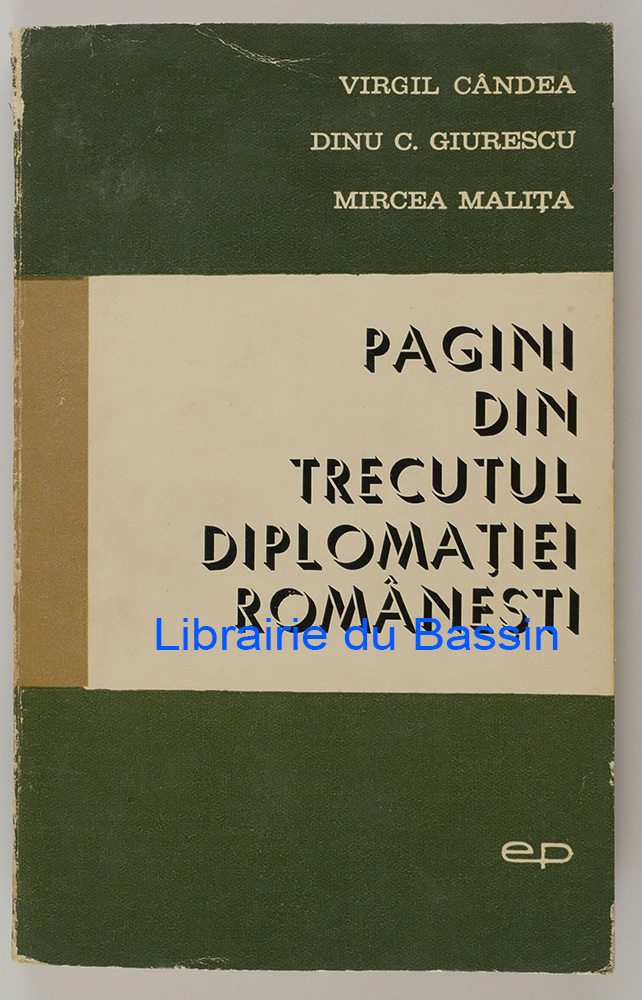 VIRGIL CÂNDEA
DINU C. GIURESCU
MIRCEA MALIȚA
PAGINI
DIN
TRECUTUL
DIPLOMAȚIEI
ROMÂNEȘTI
Librairie du Bassin
ep